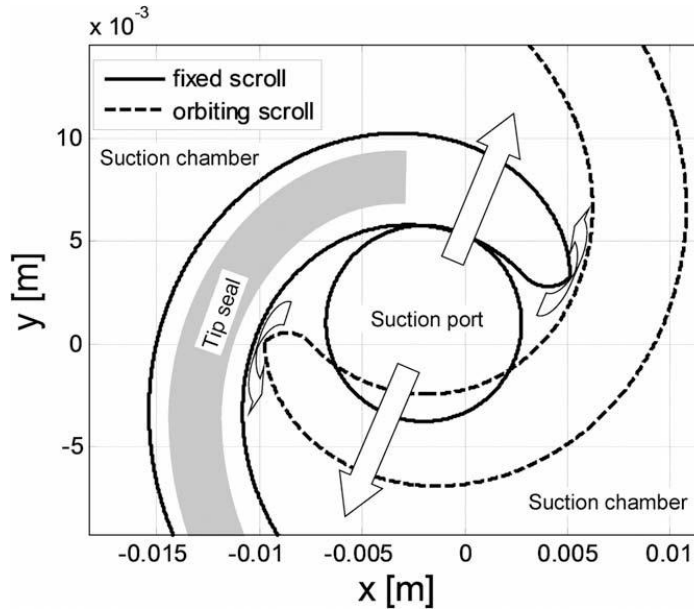 x 10⁻³
fixed scroll
orbiting scroll
Suction chamber
Tip seal
Suction port
Suction chamber
10
5
0
-5
y [m]
-0.015
-0.01
-0.005
0
0.005
0.01
x [m]